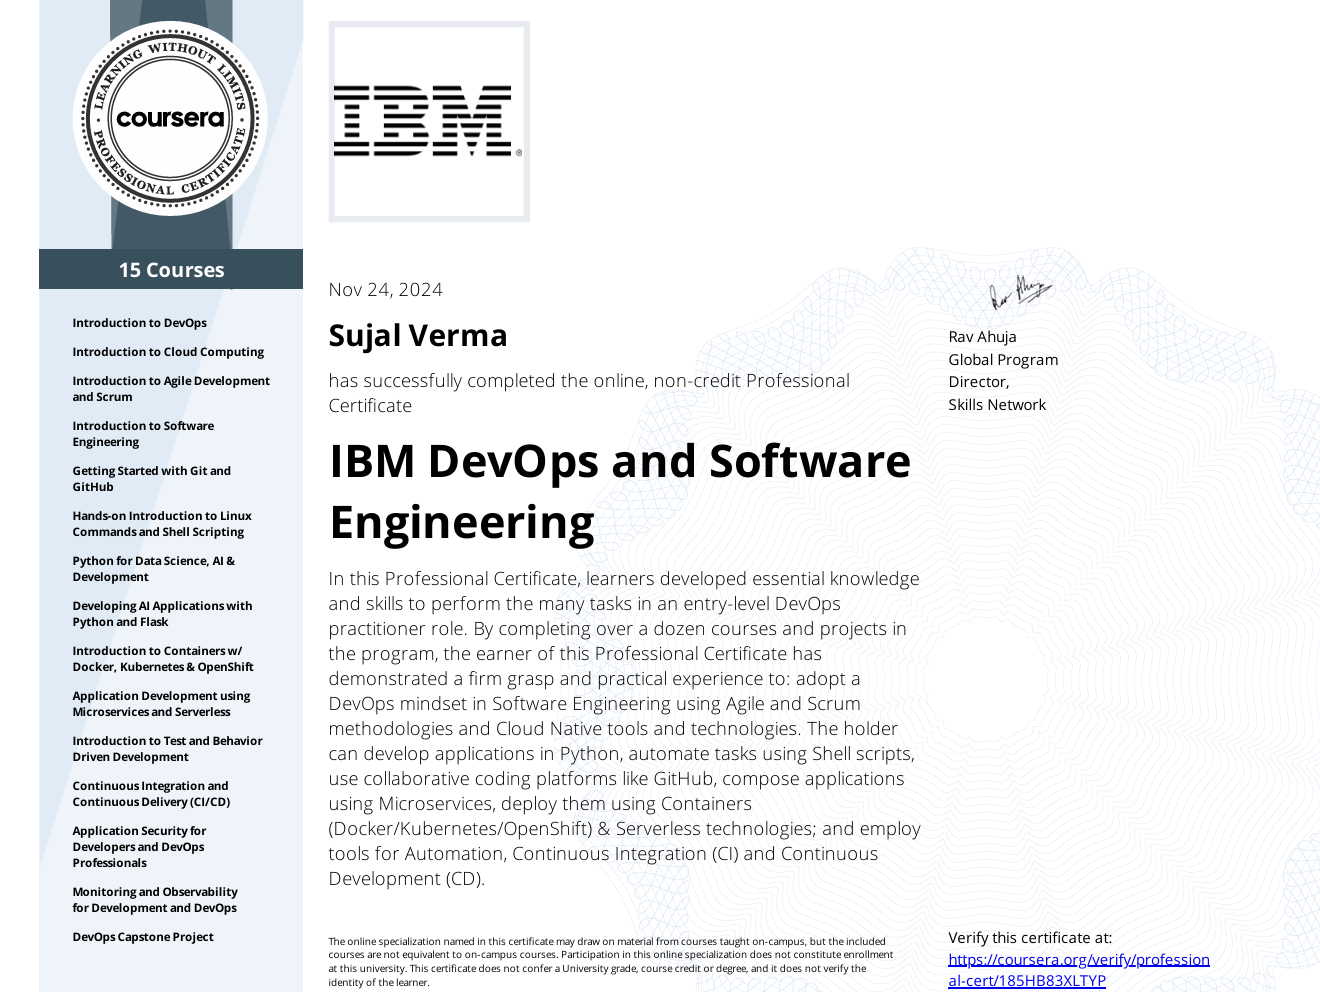 LEARNING WITHOUT LIMITS
coursera
PROFESSIONAL CERTIFICATE
15 Courses
Introduction to DevOps
Introduction to Cloud Computing
Introduction to Agile Development
and Scrum
Introduction to Software
Engineering
Getting Started with Git and
GitHub
Hands-on Introduction to Linux
Commands and Shell Scripting
Python for Data Science, AI &
Development
Developing AI Applications with
Python and Flask
Introduction to Containers w/
Docker, Kubernetes & OpenShift
Application Development using
Microservices and Serverless
Introduction to Test and Behavior
Driven Development
Continuous Integration and
Continuous Delivery (CI/CD)
Application Security for
Developers and DevOps
Professionals
Monitoring and Observability
for Development and DevOps
DevOps Capstone Project
IBM®
Nov 24, 2024
Sujal Verma
has successfully completed the online, non-credit Professional
Certificate
IBM DevOps and Software
Engineering
In this Professional Certificate, learners developed essential knowledge
and skills to perform the many tasks in an entry-level DevOps
practitioner role. By completing over a dozen courses and projects in
the program, the earner of this Professional Certificate has
demonstrated a firm grasp and practical experience to: adopt a
DevOps mindset in Software Engineering using Agile and Scrum
methodologies and Cloud Native tools and technologies. The holder
can develop applications in Python, automate tasks using Shell scripts,
use collaborative coding platforms like GitHub, compose applications
using Microservices, deploy them using Containers
(Docker/Kubernetes/OpenShift) & Serverless technologies; and employ
tools for Automation, Continuous Integration (CI) and Continuous
Development (CD).
The online specialization named in this certificate may draw on material from courses taught on-campus, but the included
courses are not equivalent to on-campus courses. Participation in this online specialization does not constitute enrollment
at this university. This certificate does not confer a University grade, course credit or degree, and it does not verify the
identity of the learner.
Rav Ahuja
Rav Ahuja
Global Program
Director,
Skills Network
Verify this certificate at:
https://coursera.org/verify/profession
al-cert/185HB83XLTYP